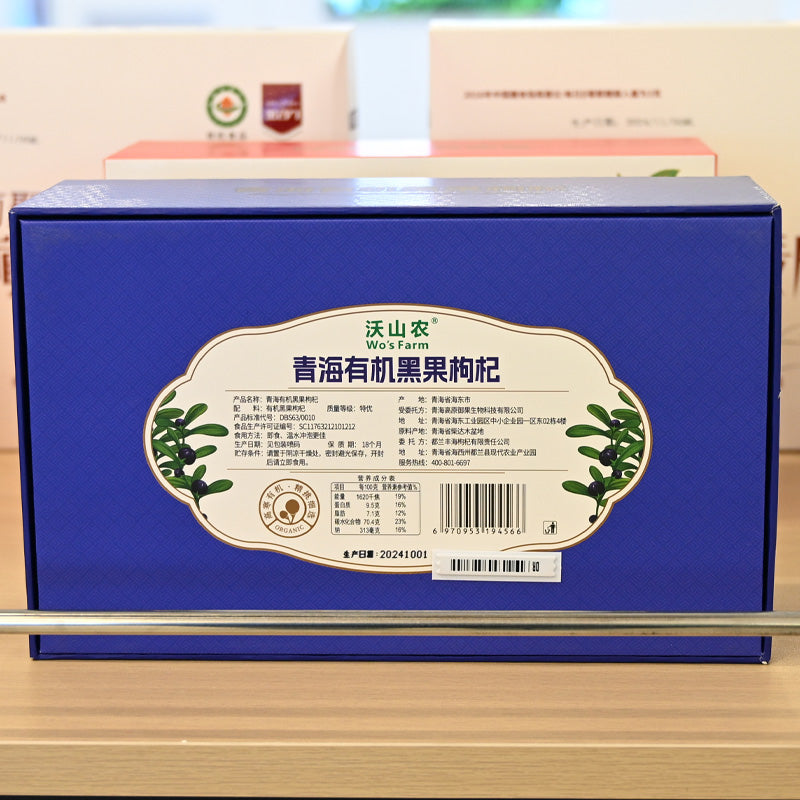 沃山农®
Wo's Farm
青海有机黑果枸杞
产品名称：青海有机黑果枸杞
配 料：有机黑果枸杞 质量等级：特优
产品标准代号：DBS63/0010
食品生产许可证编号：SC11763212101212
食用方法：即食、温水冲泡更佳
生产日期：见包装喷码 保 质 期：18个月
贮存条件：请置于阴凉干燥处，密封避光保存，开封
后请立即食用。
产 地：青海省海东市
受委托方：青海高原御果生物科技有限公司
地 址：青海省海东工业园区中小企业园一区东02栋4楼
原料产地：青海省柴达木盆地
委 托 方：都兰丰海枸杞有限责任公司
地 址：青海省海西州都兰县现代农业产业园
服务热线：400-801-6697
营养成分表
项目 每100克 营养素参考值%
能量 1620千焦 19%
蛋白质 9.5克 16%
脂肪 7.1克 12%
碳水化合物 70.4克 23%
钠 313毫克 16%
ORGANIC
6 970953 194566
生产日期：20241001